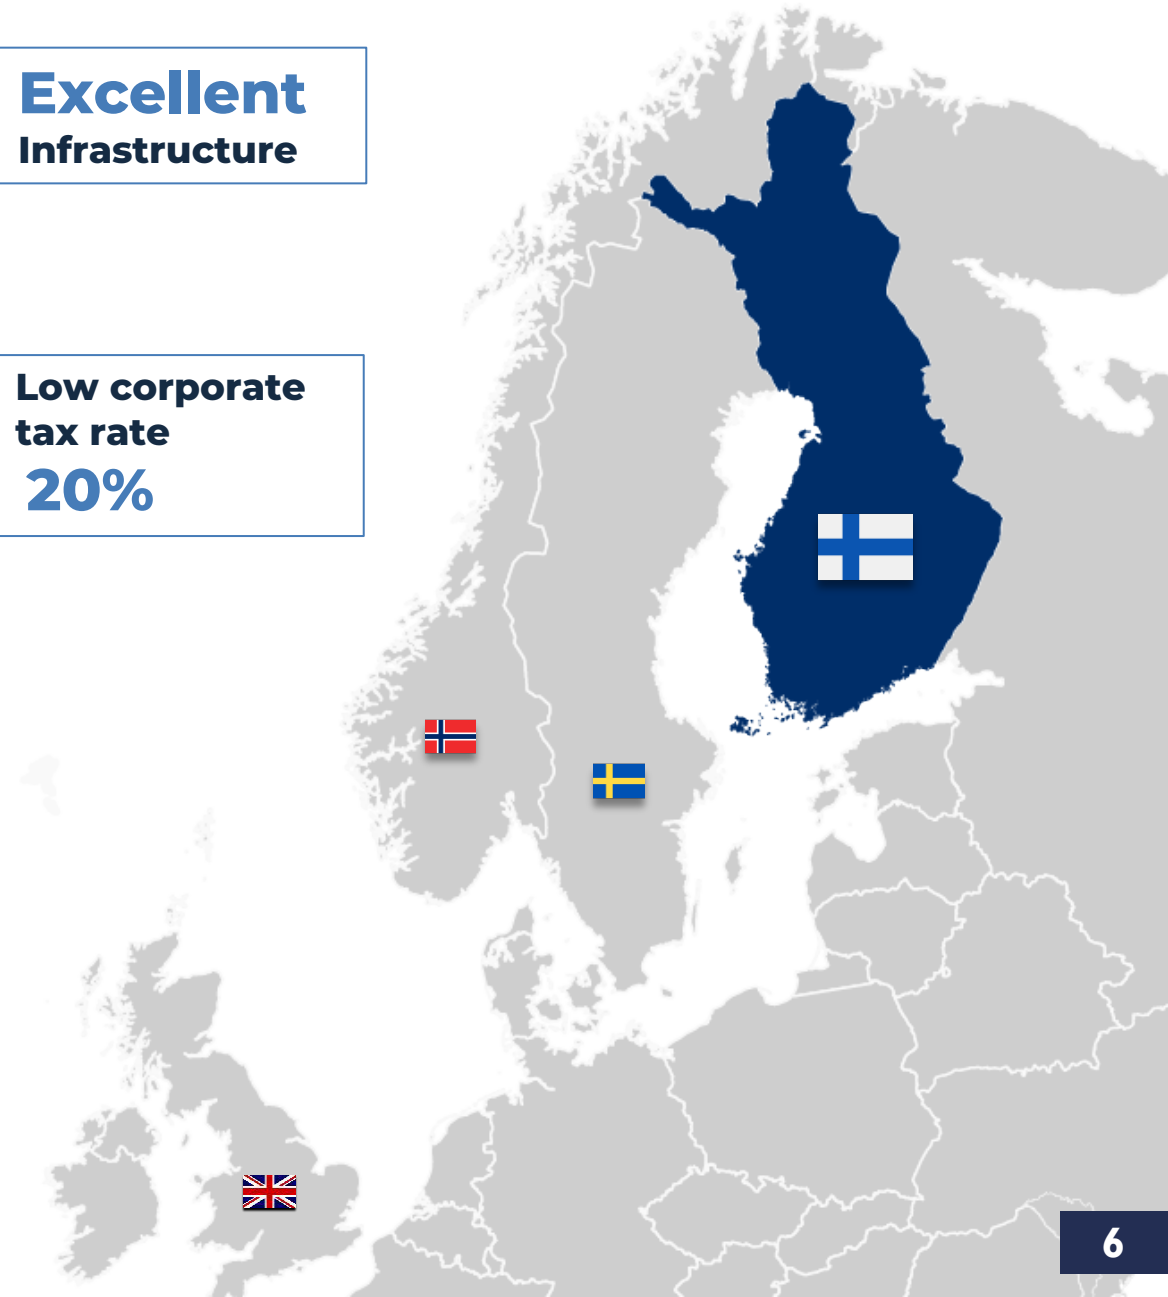 Excellent
Infrastructure
Low corporate
tax rate
20%
6